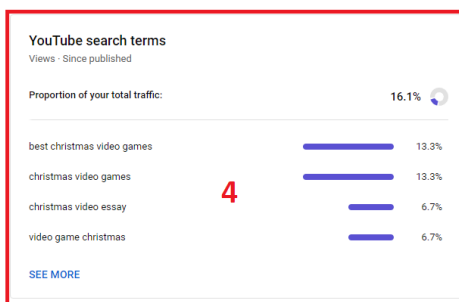 YouTube search terms
Views · Since published
Proportion of your total traffic: 16.1%
best christmas video games 13.3%
christmas video games 13.3%
4
christmas video essay 6.7%
video game christmas 6.7%
SEE MORE